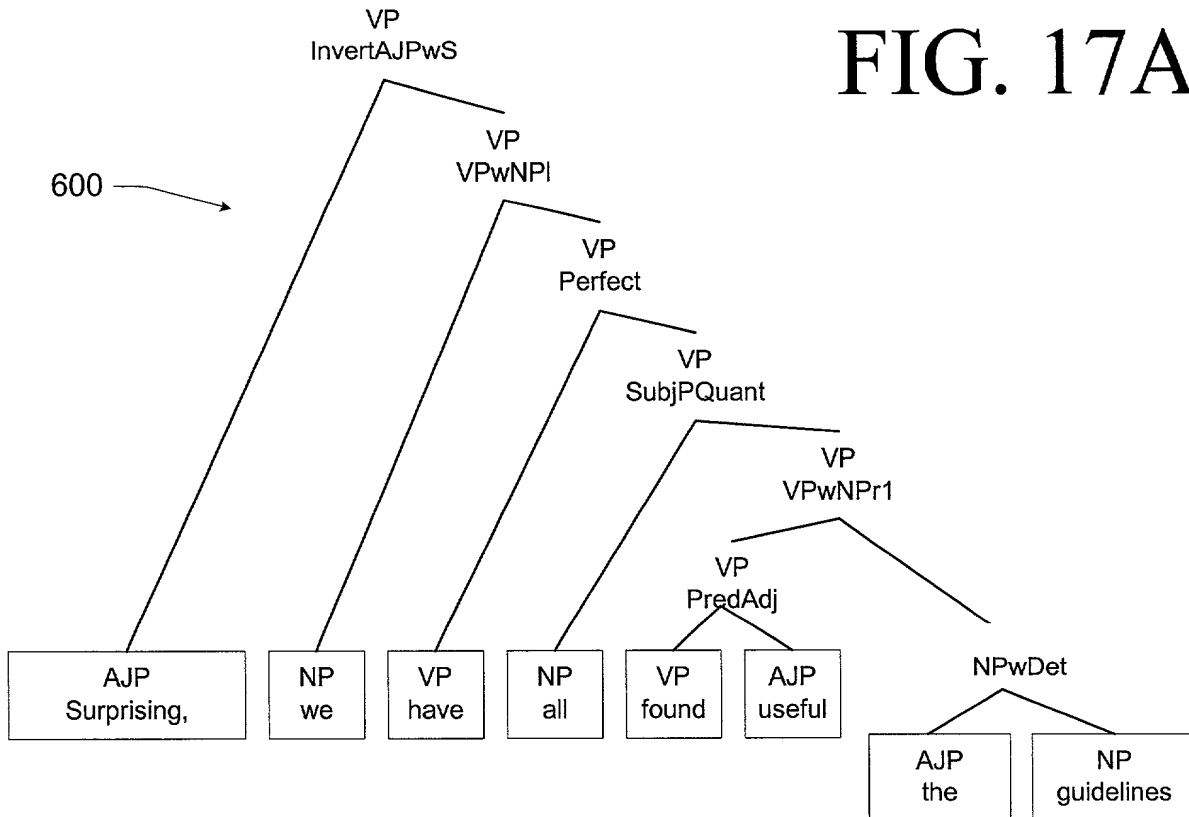 FIG. 17A
VP
InvertAJPwS
VP
VPwNPl
600
VP
Perfect
VP
SubjPQuant
VP
VPwNPr1
VP
PredAdj
AJP
Surprising,
NP
we
VP
have
NP
all
VP
found
AJP
useful
NPwDet
AJP
the
NP
guidelines